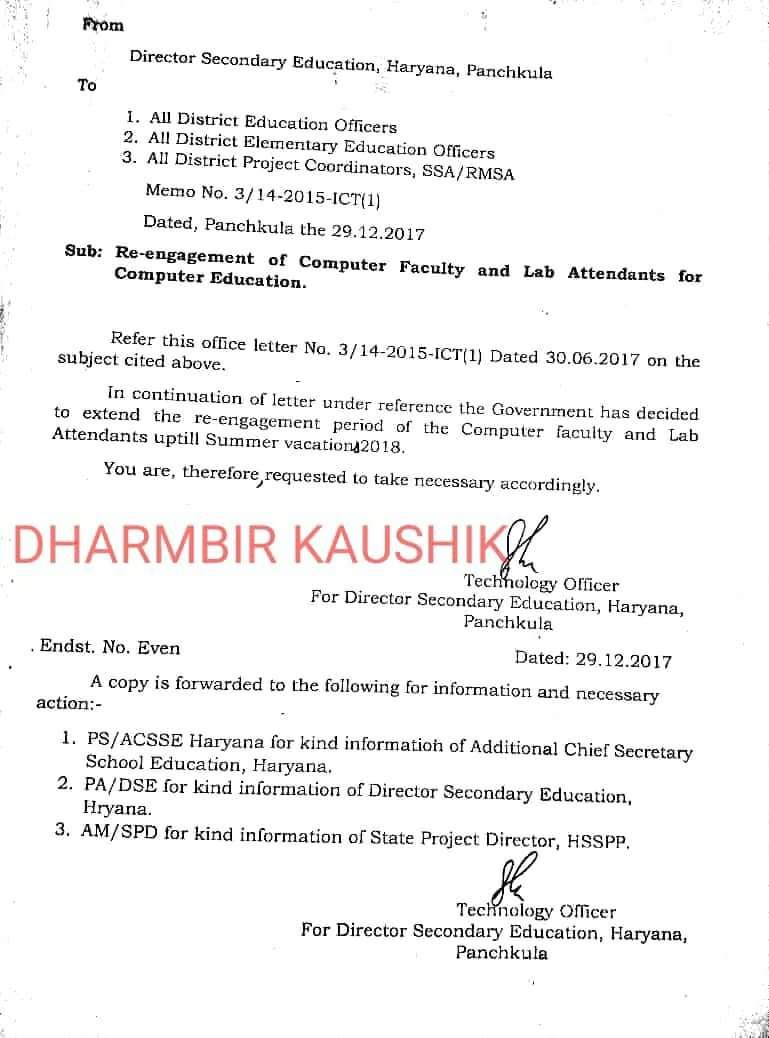 From
Director Secondary Education, Haryana, Panchkula
To
1. All District Education Officers
2. All District Elementary Education Officers
3. All District Project Coordinators, SSA/RMSA
Memo No. 3/14-2015-ICT(1)
Dated, Panchkula the 29.12.2017
Sub: Re-engagement of Computer Faculty and Lab Attendants for
Computer Education.
Refer this office letter No. 3/14-2015-ICT(1) Dated 30.06.2017 on the
subject cited above.
In continuation of letter under reference the Government has decided
to extend the re-engagement period of the Computer faculty and Lab
Attendants uptill Summer vacation 2018.
You are, therefore, requested to take necessary accordingly.
DHARMBIR KAUSHIK
Technology Officer
For Director Secondary Education, Haryana,
Panchkula
Endst. No. Even Dated: 29.12.2017
A copy is forwarded to the following for information and necessary
action:-
1. PS/ACSSE Haryana for kind information of Additional Chief Secretary
School Education, Haryana.
2. PA/DSE for kind information of Director Secondary Education,
Hryana.
3. AM/SPD for kind information of State Project Director, HSSPP.
Technology Officer
For Director Secondary Education, Haryana,
Panchkula